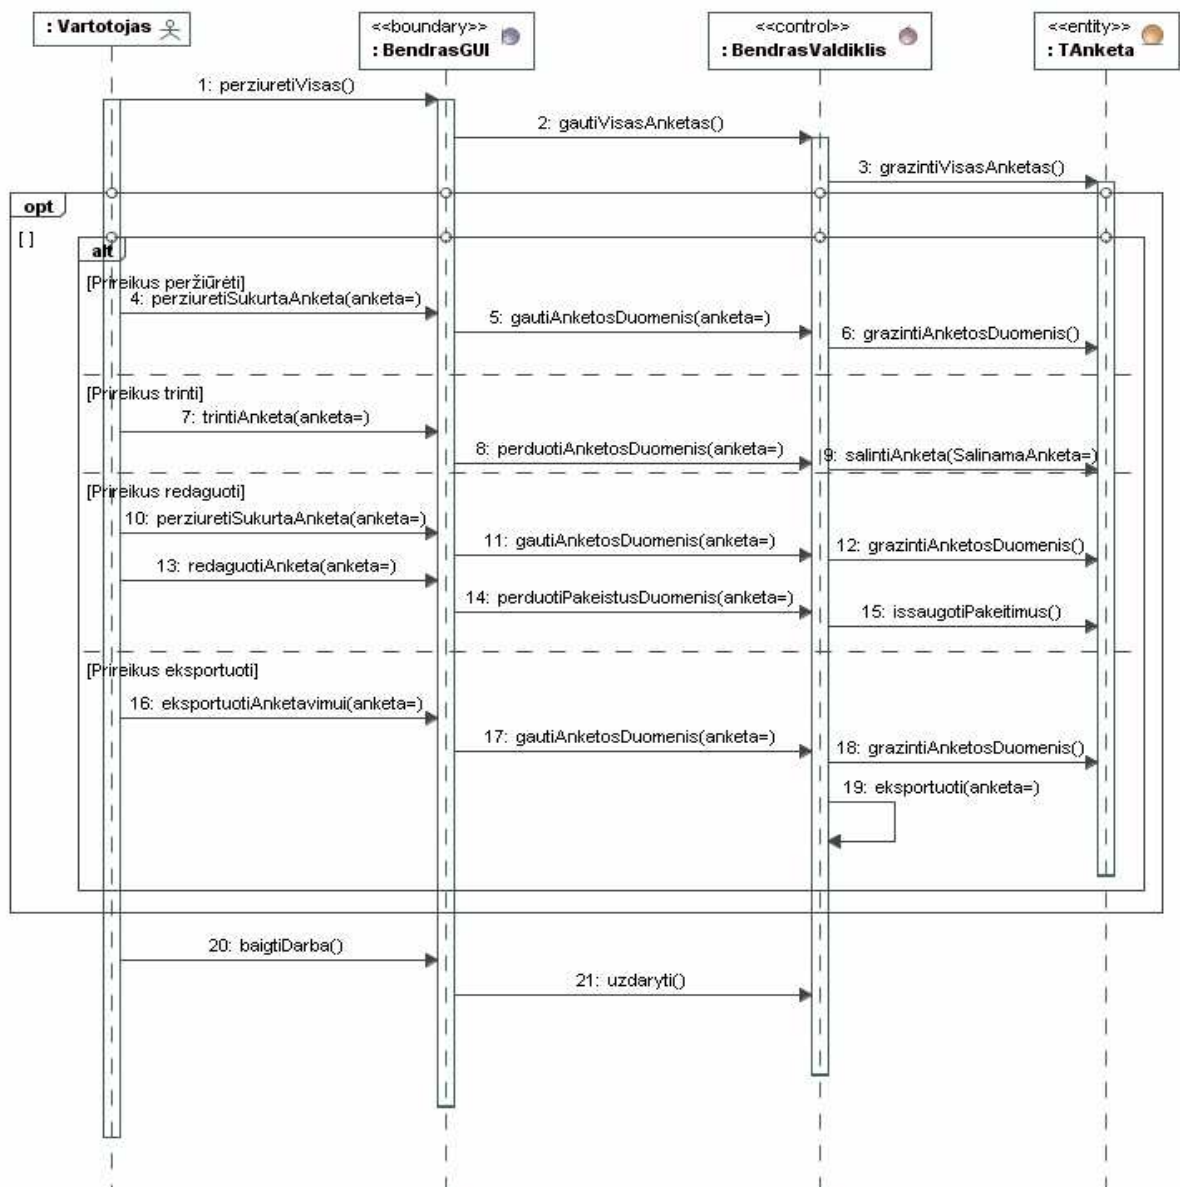 : Vartotojas
<<boundary>>
: BendrasGUI
<<control>>
: BendrasValdiklis
<<entity>>
: TAnketa
1: perziuretiVisas()
2: gautiVisasAnketas()
3: grazintiVisasAnketas()
opt
[ ]
alt
[Prireikus peržiūrėti]
4: perziuretiSukurtaAnketa(anketa=)
5: gautiAnketosDuomenis(anketa=)
6: grazintiAnketosDuomenis()
[Prireikus trinti]
7: trintiAnketa(anketa=)
8: perduotiAnketosDuomenis(anketa=)
9: salintiAnketa(SalinamaAnketa=)
[Prireikus redaguoti]
10: perziuretiSukurtaAnketa(anketa=)
11: gautiAnketosDuomenis(anketa=)
12: grazintiAnketosDuomenis()
13: redaguotiAnketa(anketa=)
14: perduotiPakeistusDuomenis(anketa=)
15: issaugotiPakeitimus()
[Prireikus eksportuoti]
16: eksportuotiAnketavimui(anketa=)
17: gautiAnketosDuomenis(anketa=)
18: grazintiAnketosDuomenis()
19: eksportuoti(anketa=)
20: baigtiDarba()
21: uzdaryti()